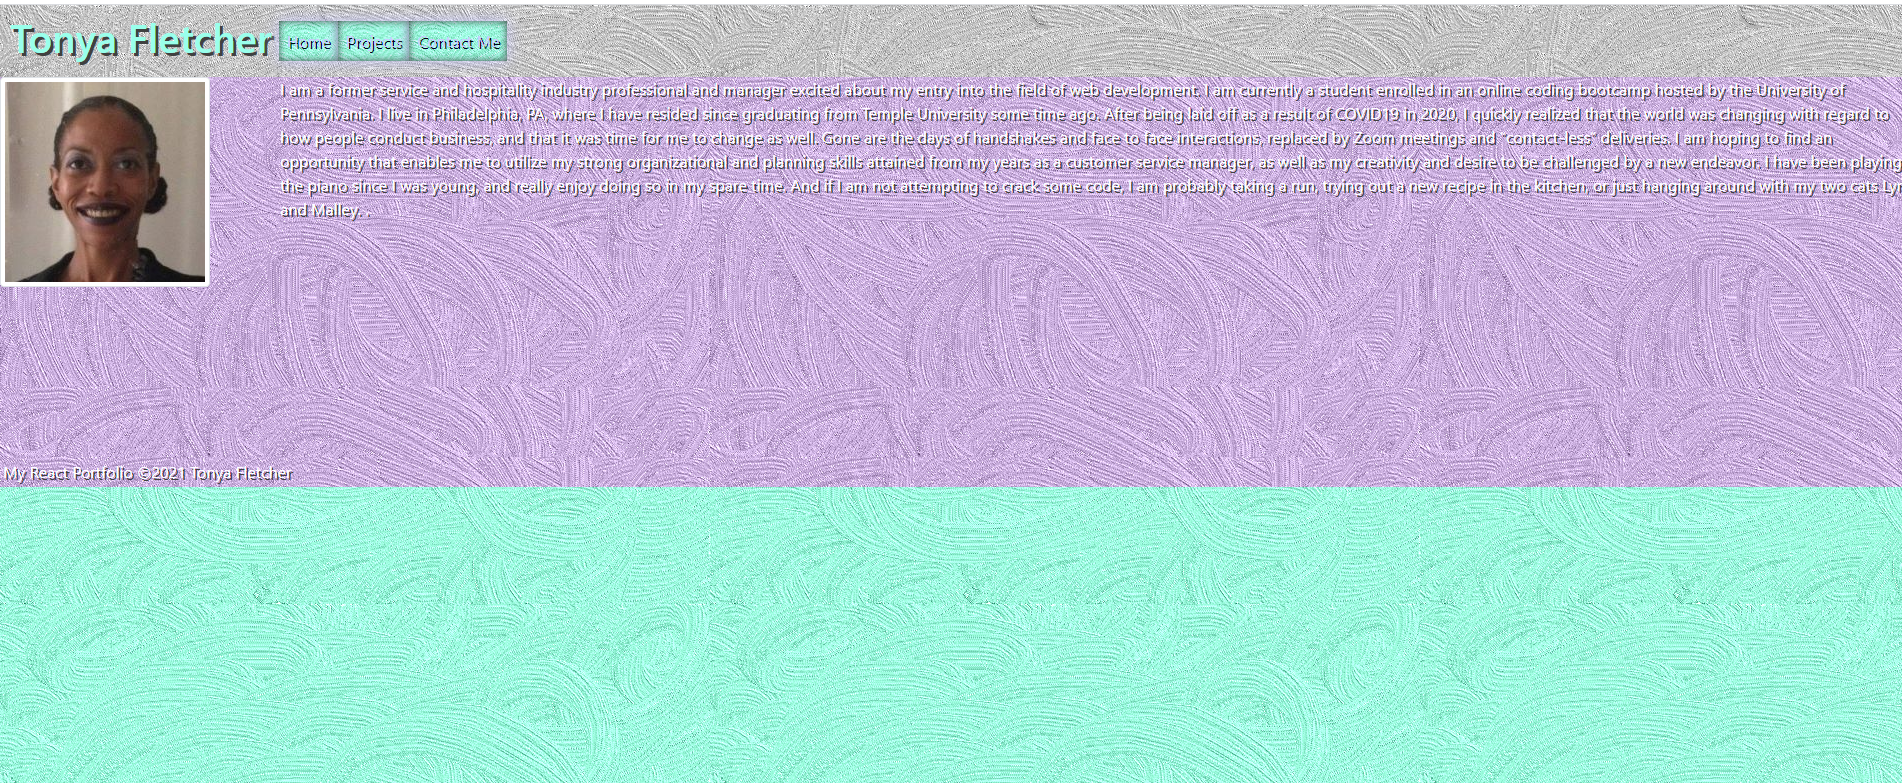 Tonya Fletcher
Home Projects Contact Me
I am a former service and hospitality industry professional and manager excited about my entry into the field of web development. I am currently a student enrolled in an online coding bootcamp hosted by the University of
Pennsylvania. I live in Philadelphia, PA, where I have resided since graduating from Temple University some time ago. After being laid off as a result of COVID19 in 2020, I quickly realized that the world was changing with regard to
how people conduct business, and that it was time for me to change as well. Gone are the days of handshakes and face to face interactions, replaced by Zoom meetings and "contact-less" deliveries. I am hoping to find an
opportunity that enables me to utilize my strong organizational and planning skills attained from my years as a customer service manager, as well as my creativity and desire to be challenged by a new endeavor. I have been playing
the piano since I was young, and really enjoy doing so in my spare time. And if I am not attempting to crack some code, I am probably taking a run, trying out a new recipe in the kitchen, or just hanging around with my two cats
and Malley. .
My React Portfolio ©2021 Tonya Fletcher